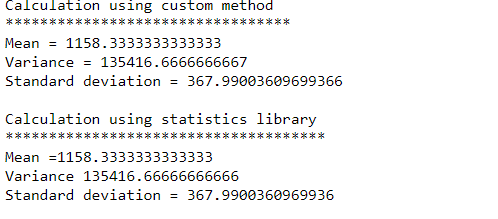 Calculation using custom method
*********************************
Mean = 1158.3333333333333
Variance = 135416.6666666667
Standard deviation = 367.99003609699366
Calculation using statistics library
*************************************
Mean =1158.3333333333333
Variance 135416.66666666666
Standard deviation = 367.9900360969936